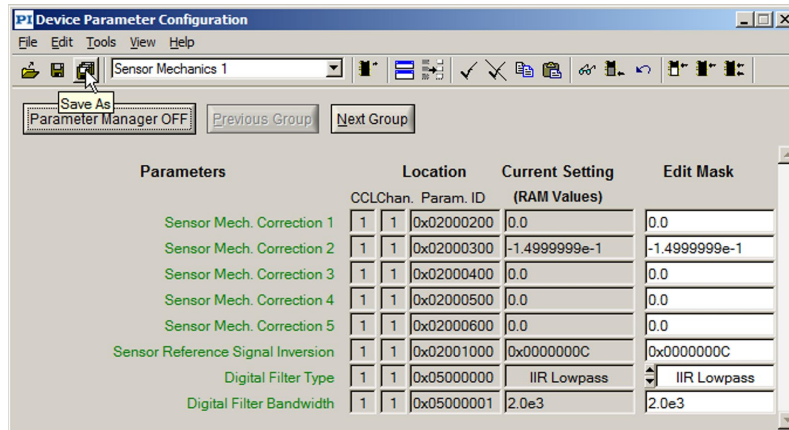 PI Device Parameter Configuration
File Edit Tools View Help
Sensor Mechanics 1
Save As
Parameter Manager OFF Previous Group Next Group
Parameters Location Current Setting Edit Mask
CCL Chan. Param. ID (RAM Values)
Sensor Mech. Correction 1 1 1 0x02000200 0.0 0.0
Sensor Mech. Correction 2 1 1 0x02000300 -1.4999999e-1 -1.4999999e-1
Sensor Mech. Correction 3 1 1 0x02000400 0.0 0.0
Sensor Mech. Correction 4 1 1 0x02000500 0.0 0.0
Sensor Mech. Correction 5 1 1 0x02000600 0.0 0.0
Sensor Reference Signal Inversion 1 1 0x02001000 0x0000000C 0x0000000C
Digital Filter Type 1 1 0x05000000 IIR Lowpass IIR Lowpass
Digital Filter Bandwidth 1 1 0x05000001 2.0e3 2.0e3